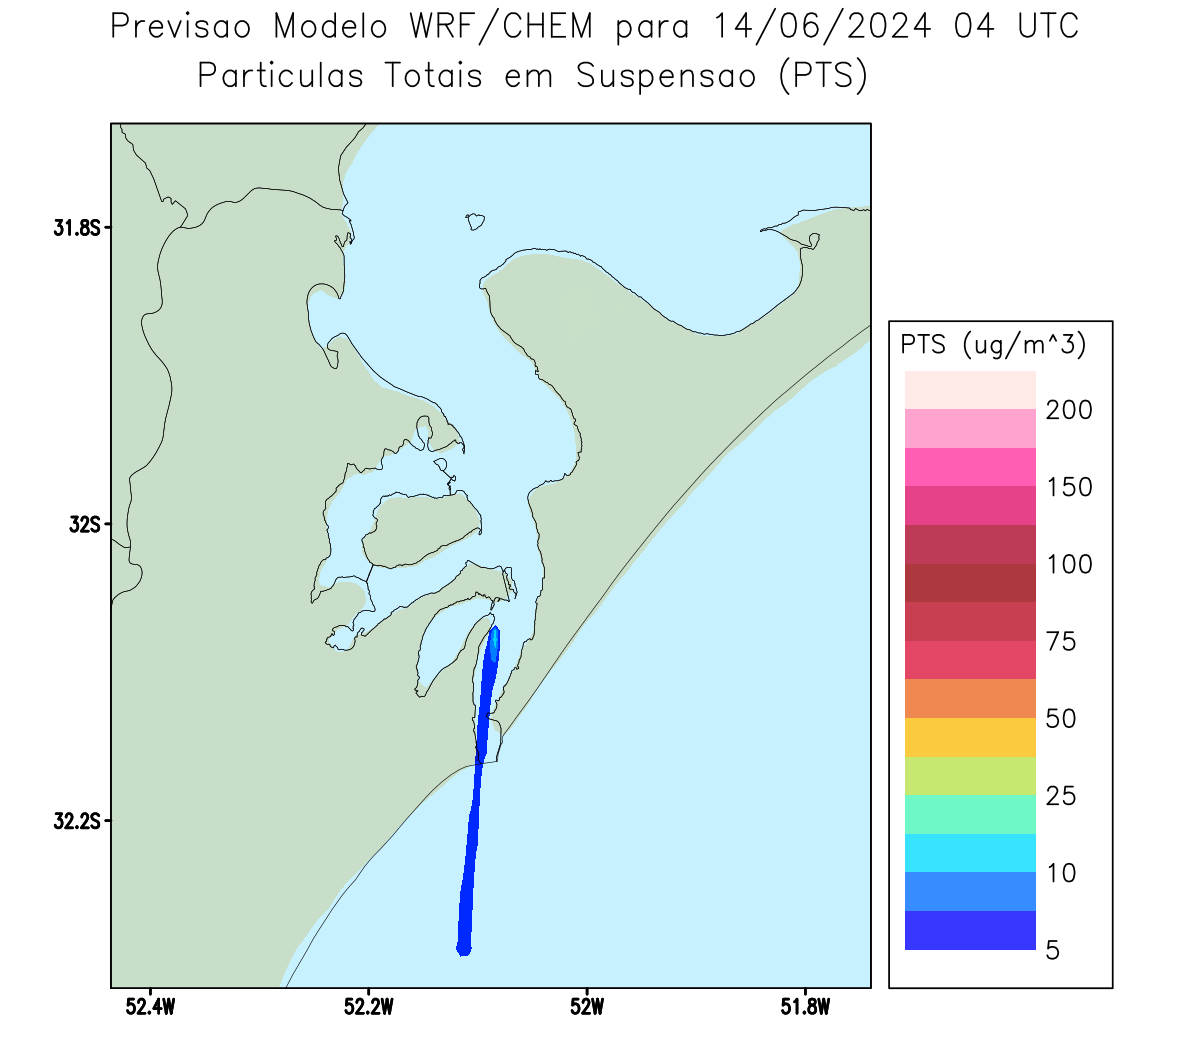 Previsao Modelo WRF/CHEM para 14/06/2024 04 UTC
Particulas Totais em Suspensao (PTS)
31.8S
32S
32.2S
52.4W 52.2W 52W 51.8W
PTS (ug/m^3)
200
150
100
75
50
25
10
5